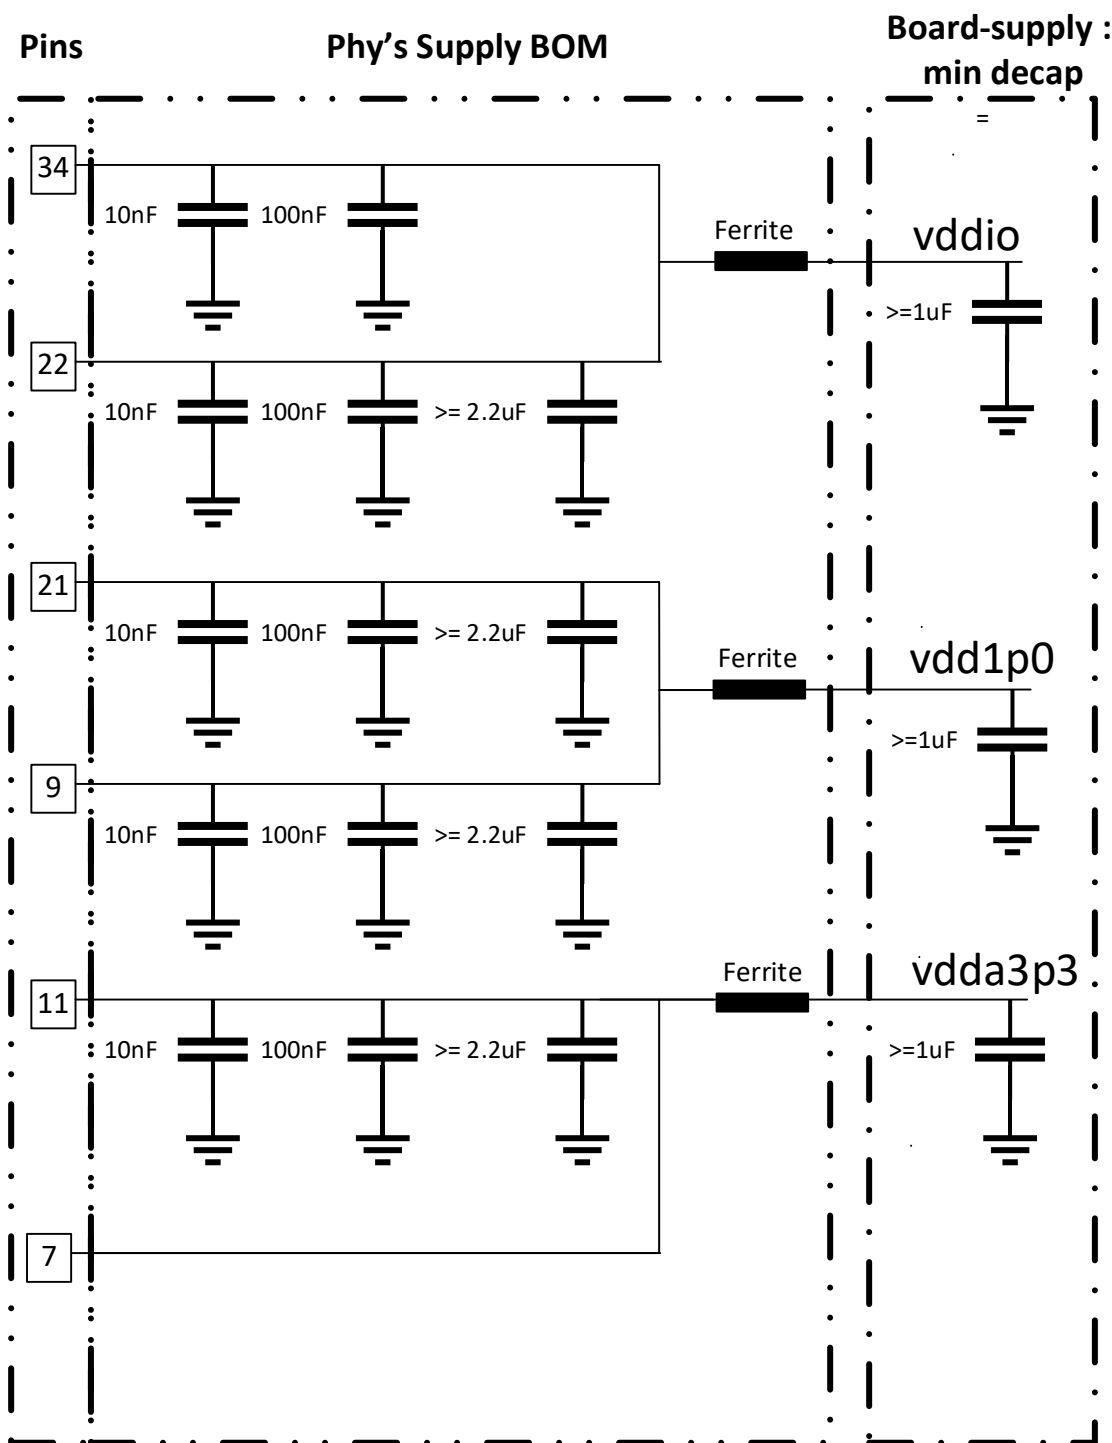 Pins
Phy's Supply BOM
Board-supply :
min decap
=
34
10nF
100nF
Ferrite
vddio
>=1uF
22
10nF
100nF
>= 2.2uF
21
10nF
100nF
>= 2.2uF
Ferrite
vdd1p0
>=1uF
9
10nF
100nF
>= 2.2uF
11
Ferrite
vdda3p3
10nF
100nF
>= 2.2uF
>=1uF
7